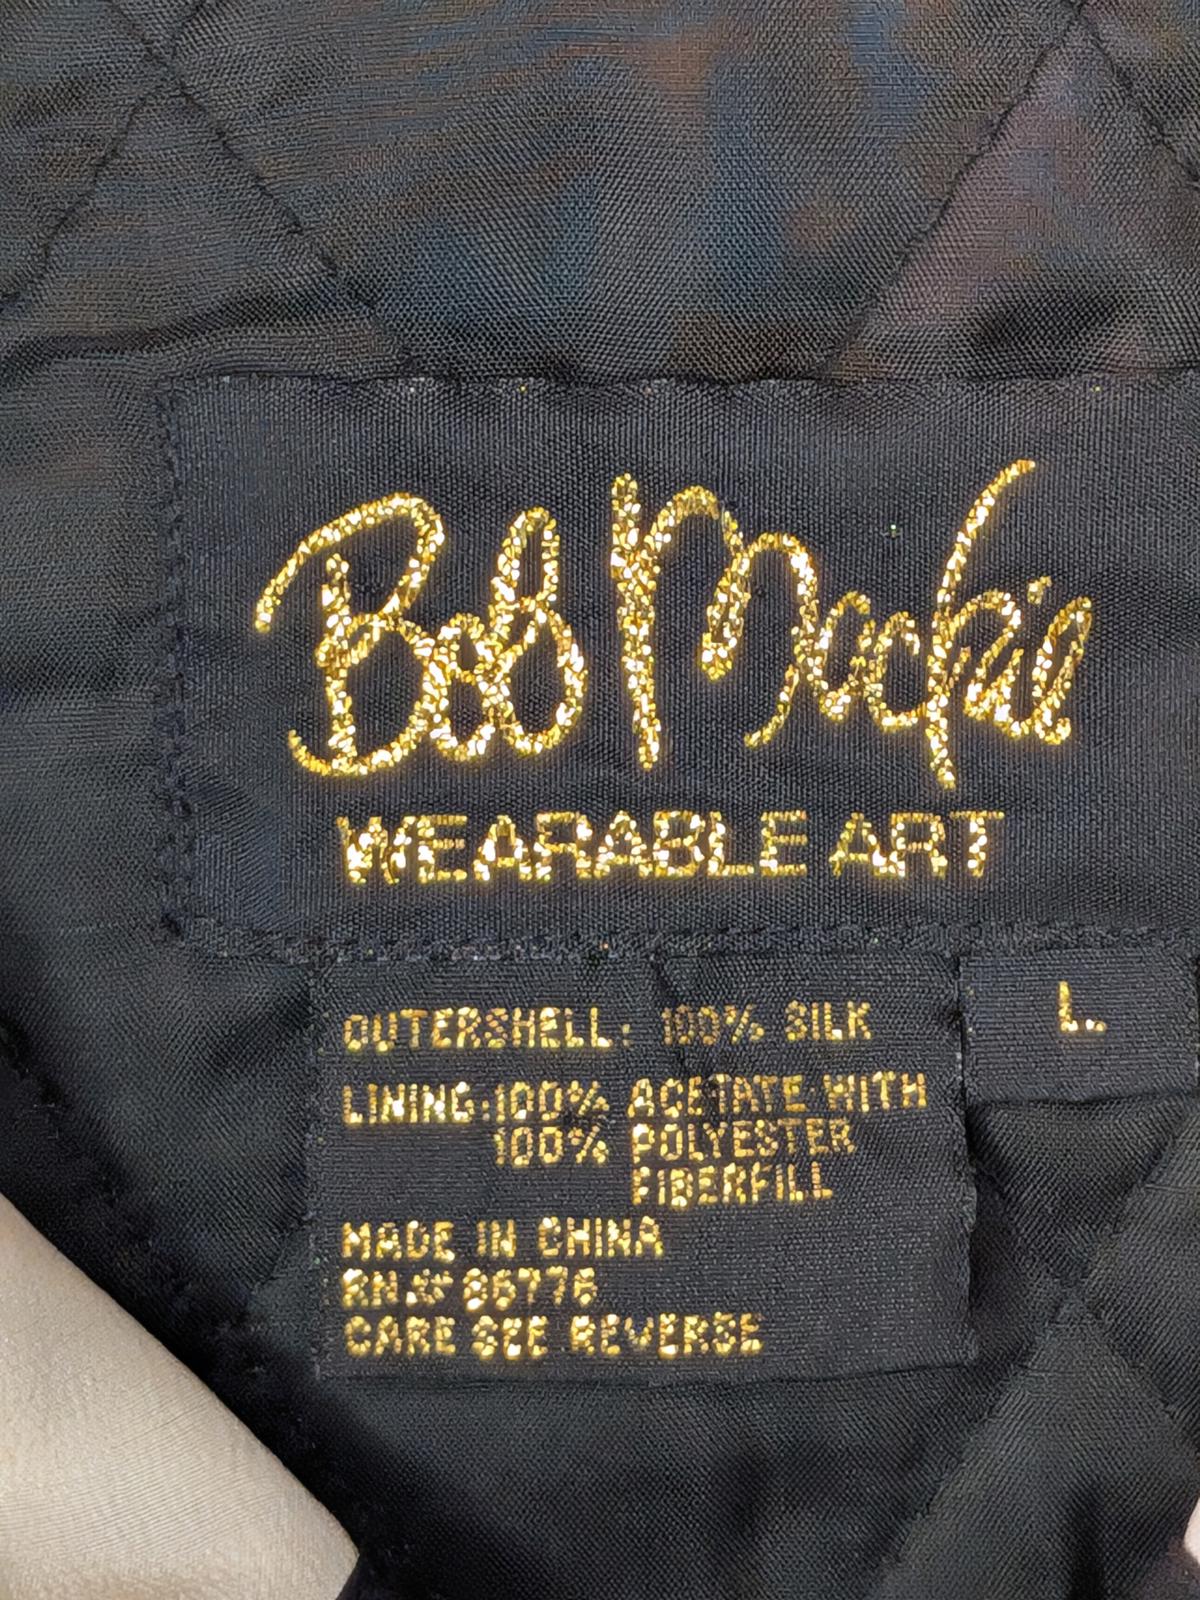 Bob Mackie
WEARABLE ART
L.
OUTERSHELL: 100% SILK
LINING:100% ACETATE WITH
100% POLYESTER
FIBERFILL
MADE IN CHINA
RN#
CARE SEE REVERSE